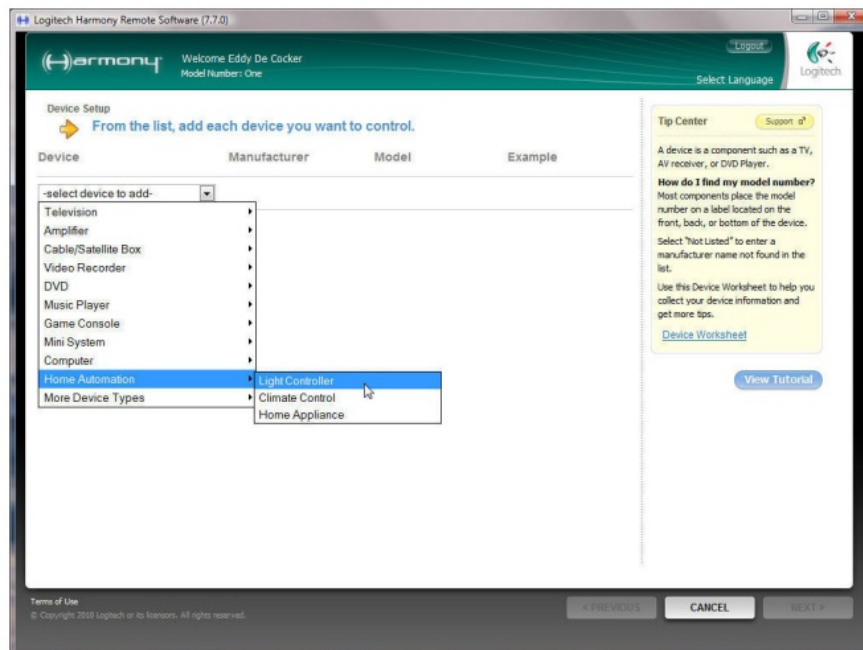 Logitech Harmony Remote Software (7.7.0)
Harmony
Welcome Eddy De Cocker
Model Number: One
Logout
Select Language
Logitech
Device Setup
From the list, add each device you want to control.
Device Manufacturer Model Example
-select device to add-
Television
Amplifier
Cable/Satellite Box
Video Recorder
DVD
Music Player
Game Console
Mini System
Computer
Home Automation
More Device Types
Light Controller
Climate Control
Home Appliance
Tip Center
Support
A device is a component such as a TV,
AV receiver, or DVD Player.
How do I find my model number?
Most components place the model
number on a label located on the
front, back, or bottom of the device.
Select "Not Listed" to enter a
manufacturer name not found in the
list.
Use this Device Worksheet to help you
collect your device information and
get more tips.
Device Worksheet
View Tutorial
Terms of Use
© Copyright 2010 Logitech or its licensors. All rights reserved.
< PREVIOUS
CANCEL
NEXT >